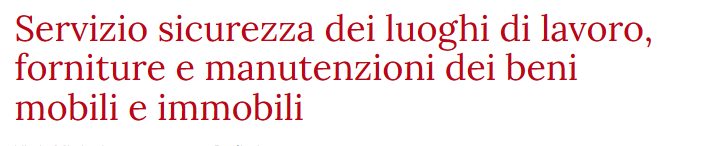 Servizio sicurezza dei luoghi di lavoro,
forniture e manutenzioni dei beni
mobili e immobili